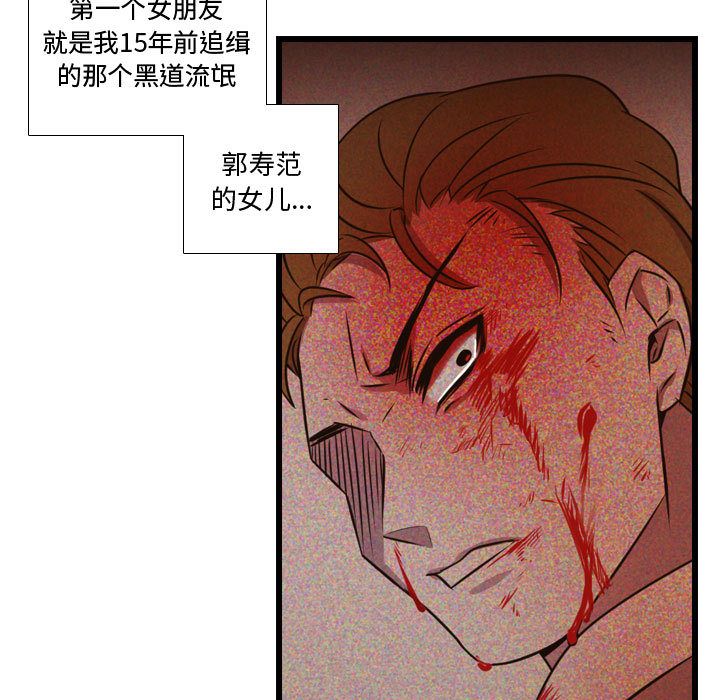 第一个女朋友
就是我15年前追缉
的那个黑道流氓
郭寿范
的女儿...